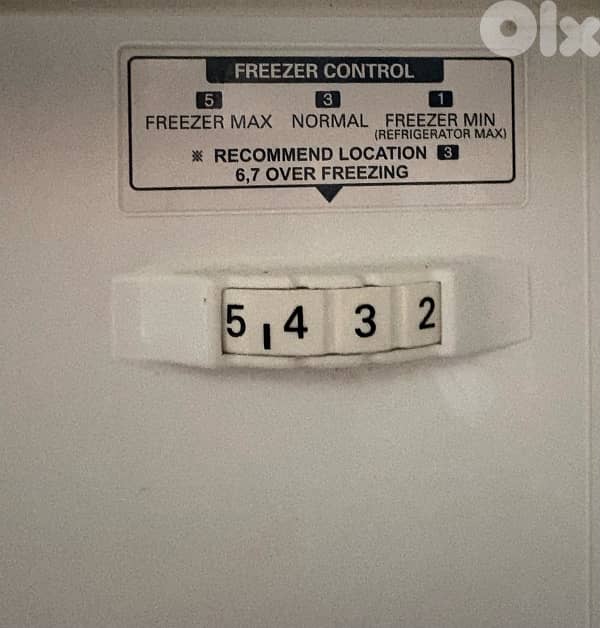 Olx
FREEZER CONTROL
5 3 1
FREEZER MAX NORMAL FREEZER MIN
(REFRIGERATOR MAX)
※ RECOMMEND LOCATION 3
6,7 OVER FREEZING
5 4 3 2